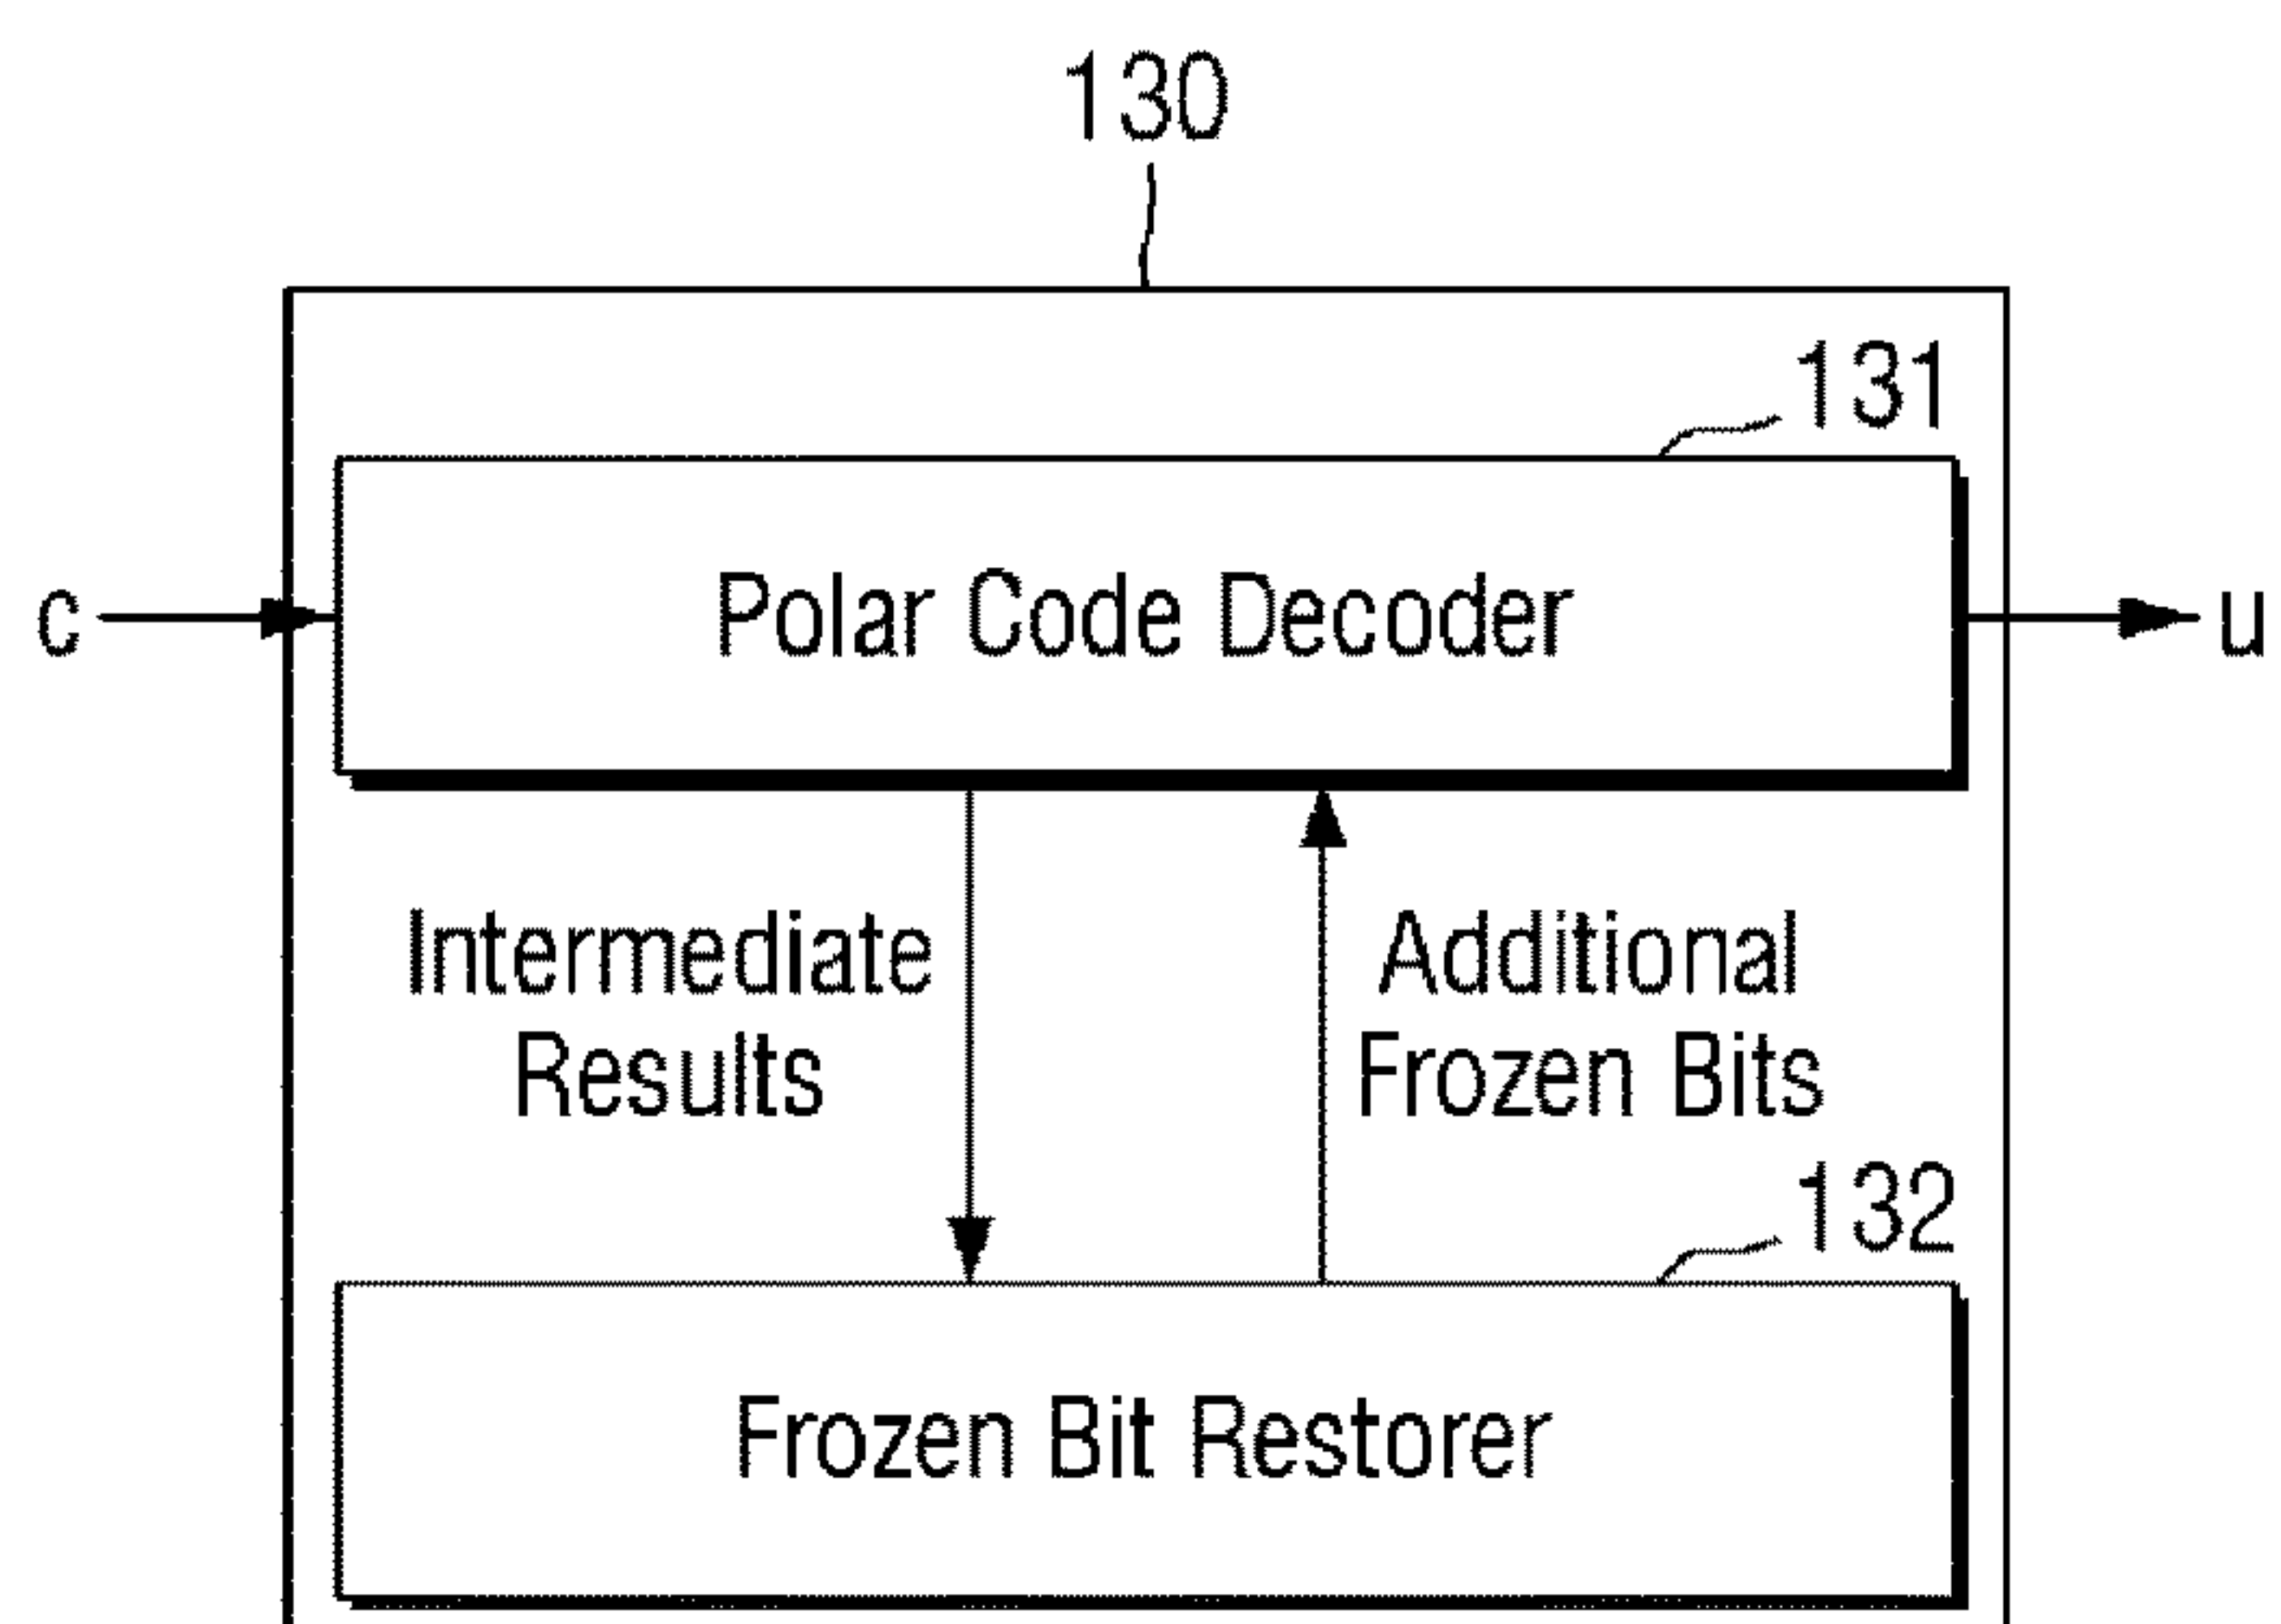 130
131
c
Polar Code Decoder
u
Intermediate
Results
Additional
Frozen Bits
132
Frozen Bit Restorer